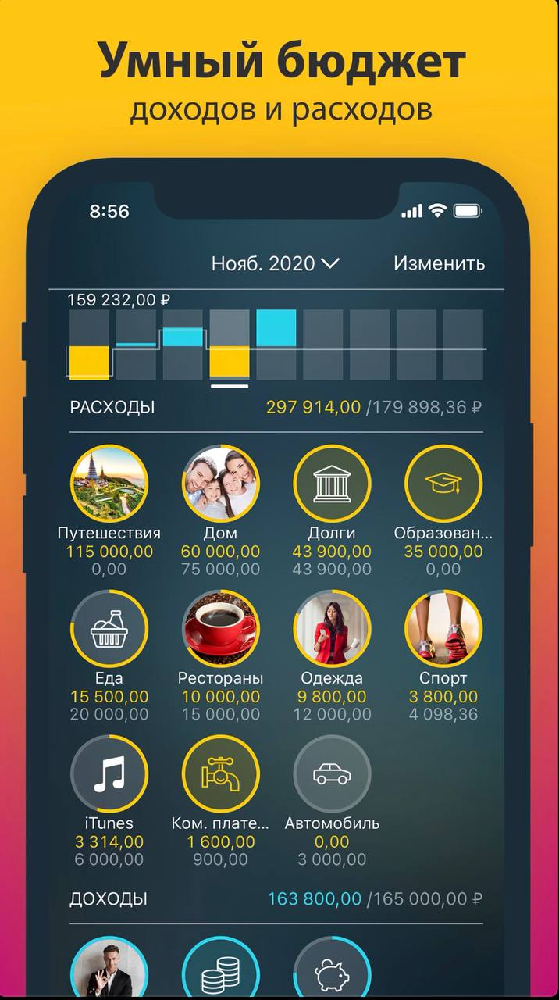 Умный бюджет
доходов и расходов
8:56
Нояб. 2020
Изменить
159 232,00 ₽
РАСХОДЫ
297 914,00 /179 898,36 ₽
Путешествия
115 000,00
0,00
Дом
60 000,00
75 000,00
Долги
43 900,00
43 900,00
Образован...
35 000,00
0,00
Еда
15 500,00
20 000,00
Рестораны
10 000,00
15 000,00
Одежда
9 800,00
12 000,00
Спорт
3 800,00
4 098,36
iTunes
3 314,00
6 000,00
Ком. плате...
1 600,00
900,00
Автомобиль
0,00
3 000,00
ДОХОДЫ
163 800,00 /165 000,00 ₽